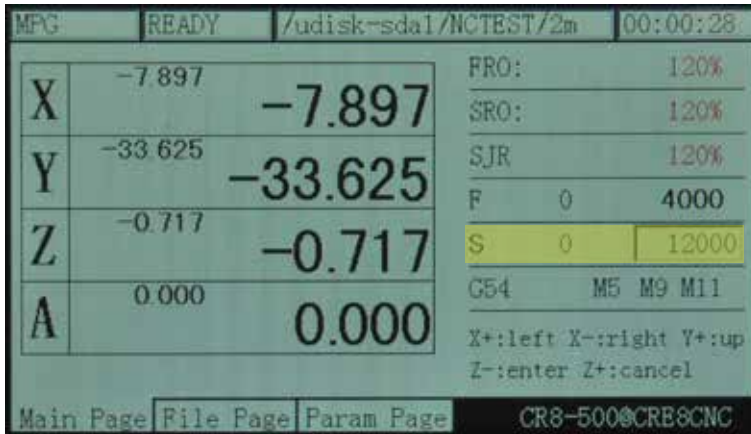 MPG READY /udisk-sda1/NCTEST/2m 00:00:28
X -7.897 -7.897
Y -33.625 -33.625
Z -0.717 -0.717
A 0.000 0.000
FRO: 120%
SRO: 120%
SJR 120%
F 0 4000
S 0 12000
G54 M5 M9 M11
X+:left X-:right Y+:up
Z-:enter Z+:cancel
Main Page File Page Param Page CR8-500@CRE8CNC